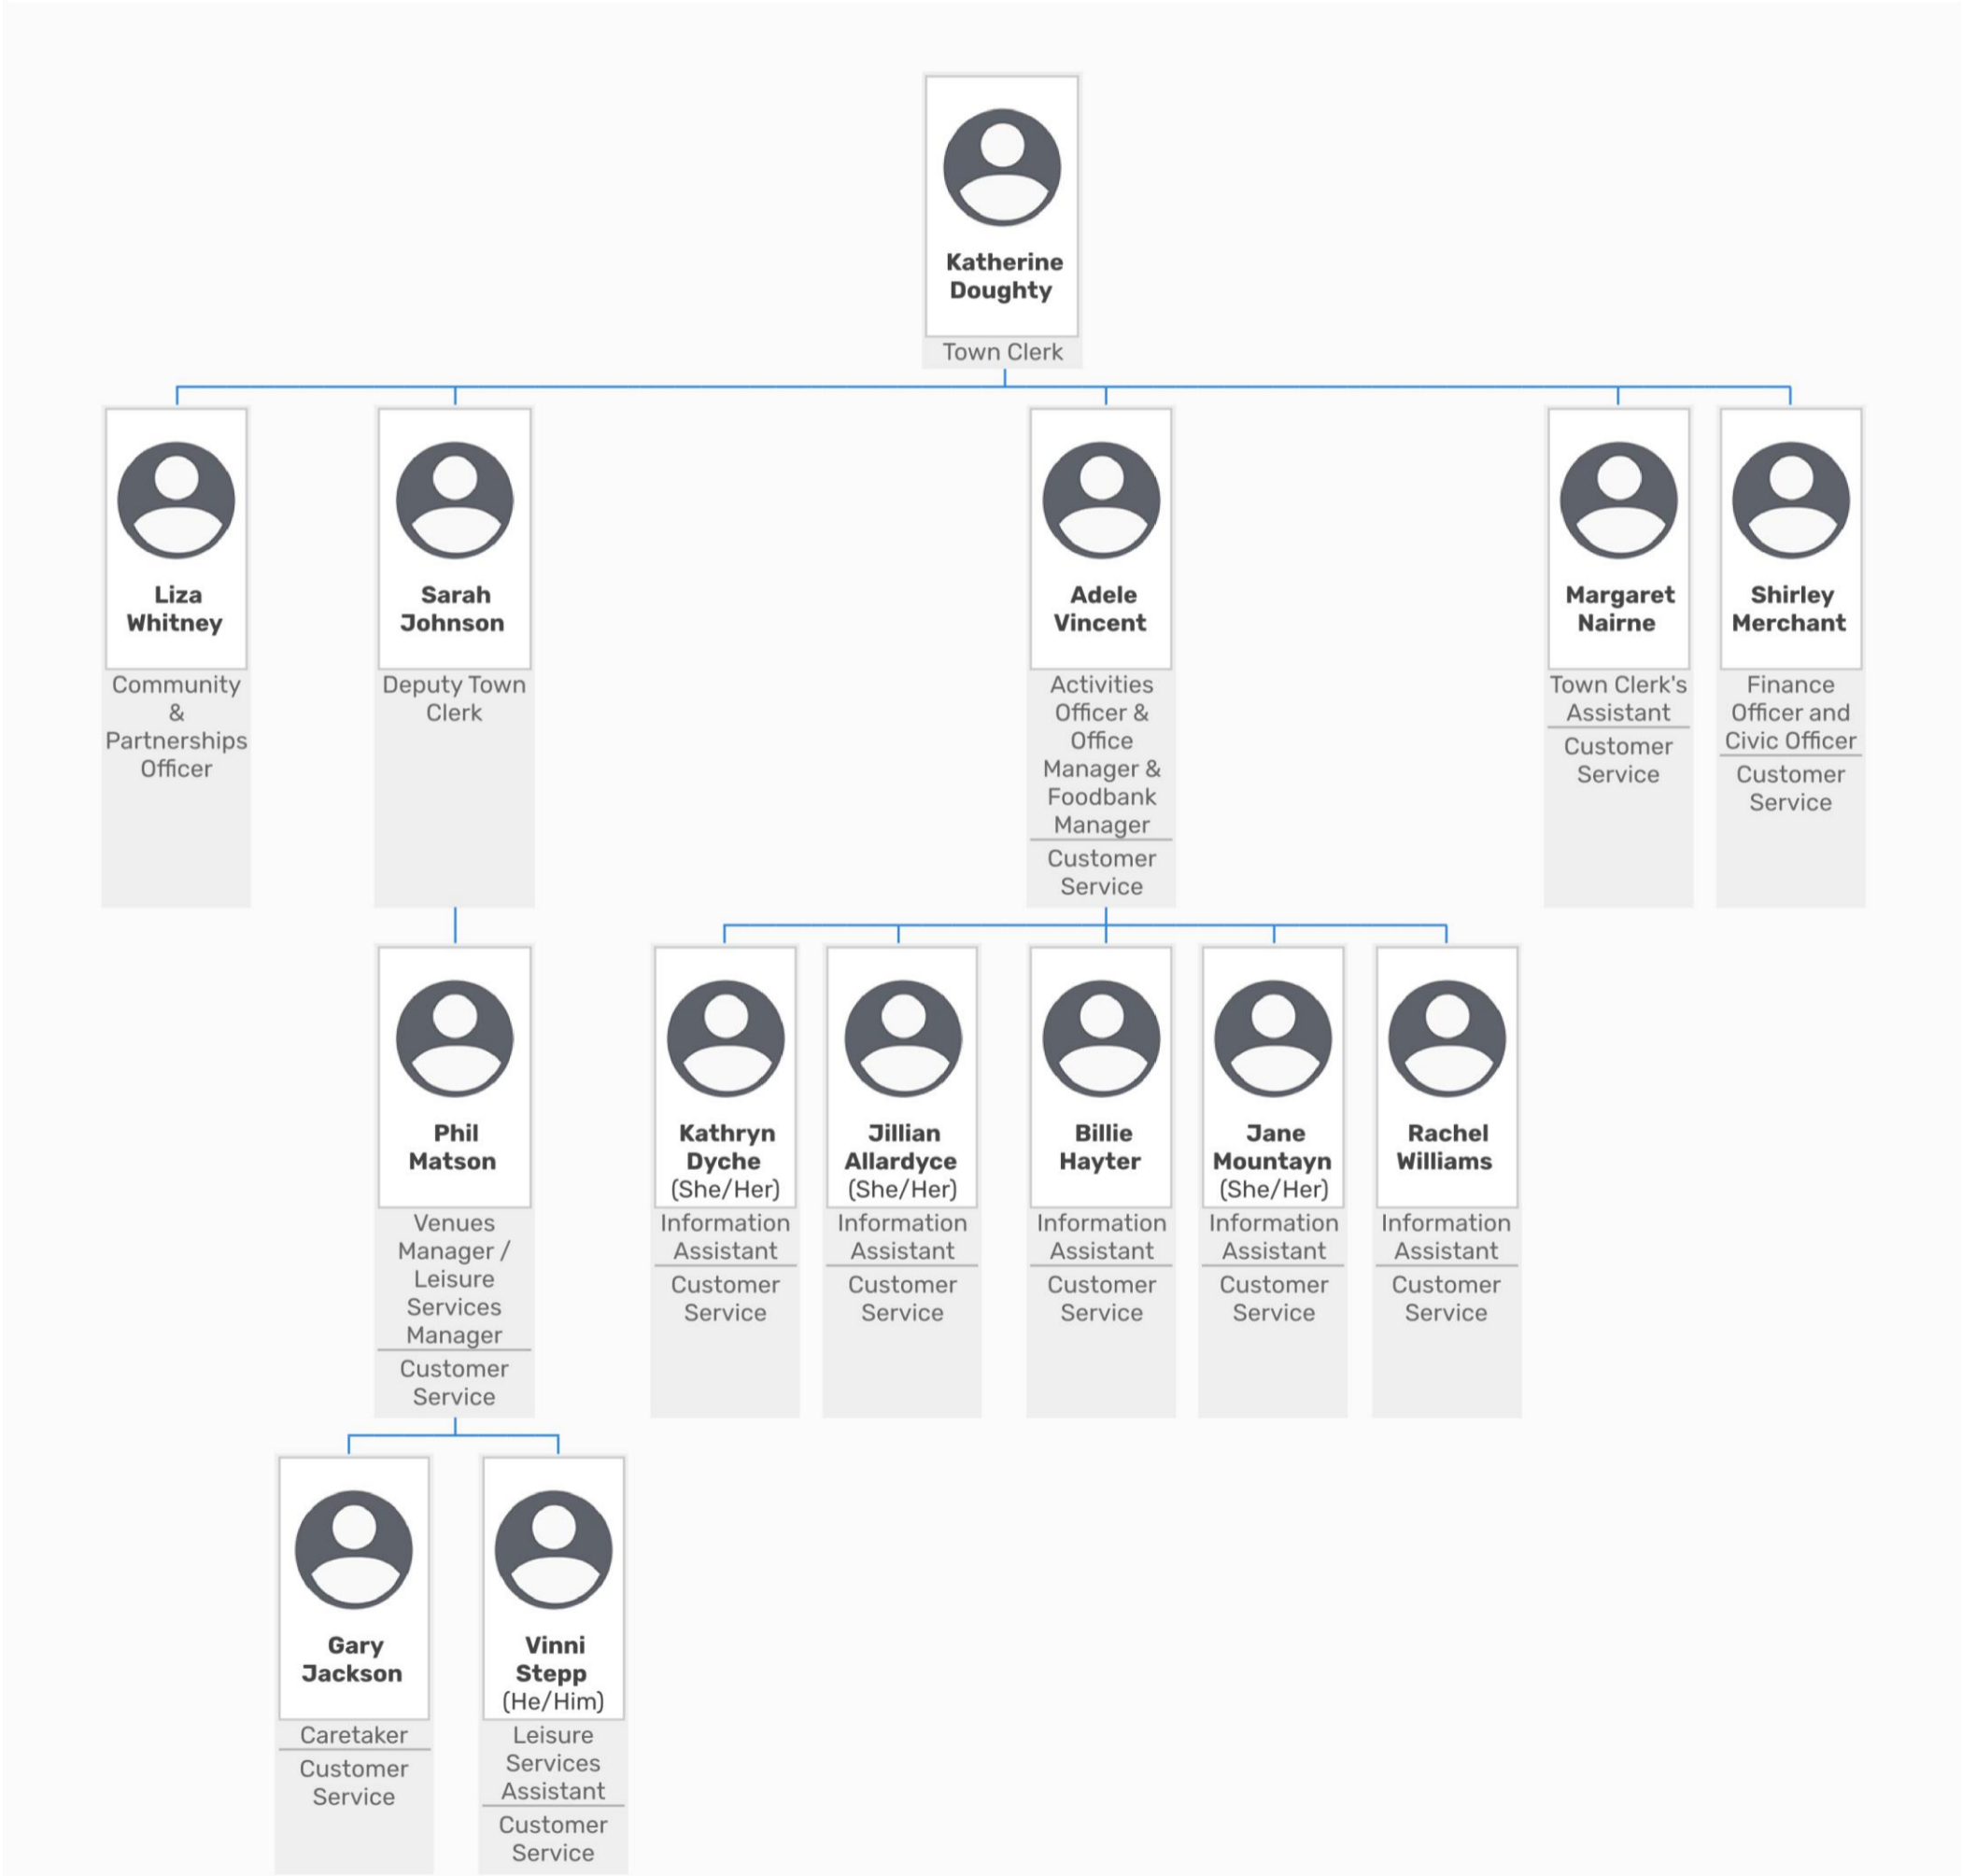 Katherine
Doughty
Town Clerk
Liza
Whitney
Community
&
Partnerships
Officer
Sarah
Johnson
Deputy Town
Clerk
Adele
Vincent
Activities
Officer &
Office
Manager &
Foodbank
Manager
Customer
Service
Margaret
Nairne
Town Clerk's
Assistant
Customer
Service
Shirley
Merchant
Finance
Officer and
Civic Officer
Customer
Service
Phil
Matson
Venues
Manager /
Leisure
Services
Manager
Customer
Service
Kathryn
Dyche
(She/Her)
Information
Assistant
Customer
Service
Jillian
Allardyce
(She/Her)
Information
Assistant
Customer
Service
Billie
Hayter
Information
Assistant
Customer
Service
Jane
Mountayn
(She/Her)
Information
Assistant
Customer
Service
Rachel
Williams
Information
Assistant
Customer
Service
Gary
Jackson
Caretaker
Customer
Service
Vinni
Stepp
(He/Him)
Leisure
Services
Assistant
Customer
Service